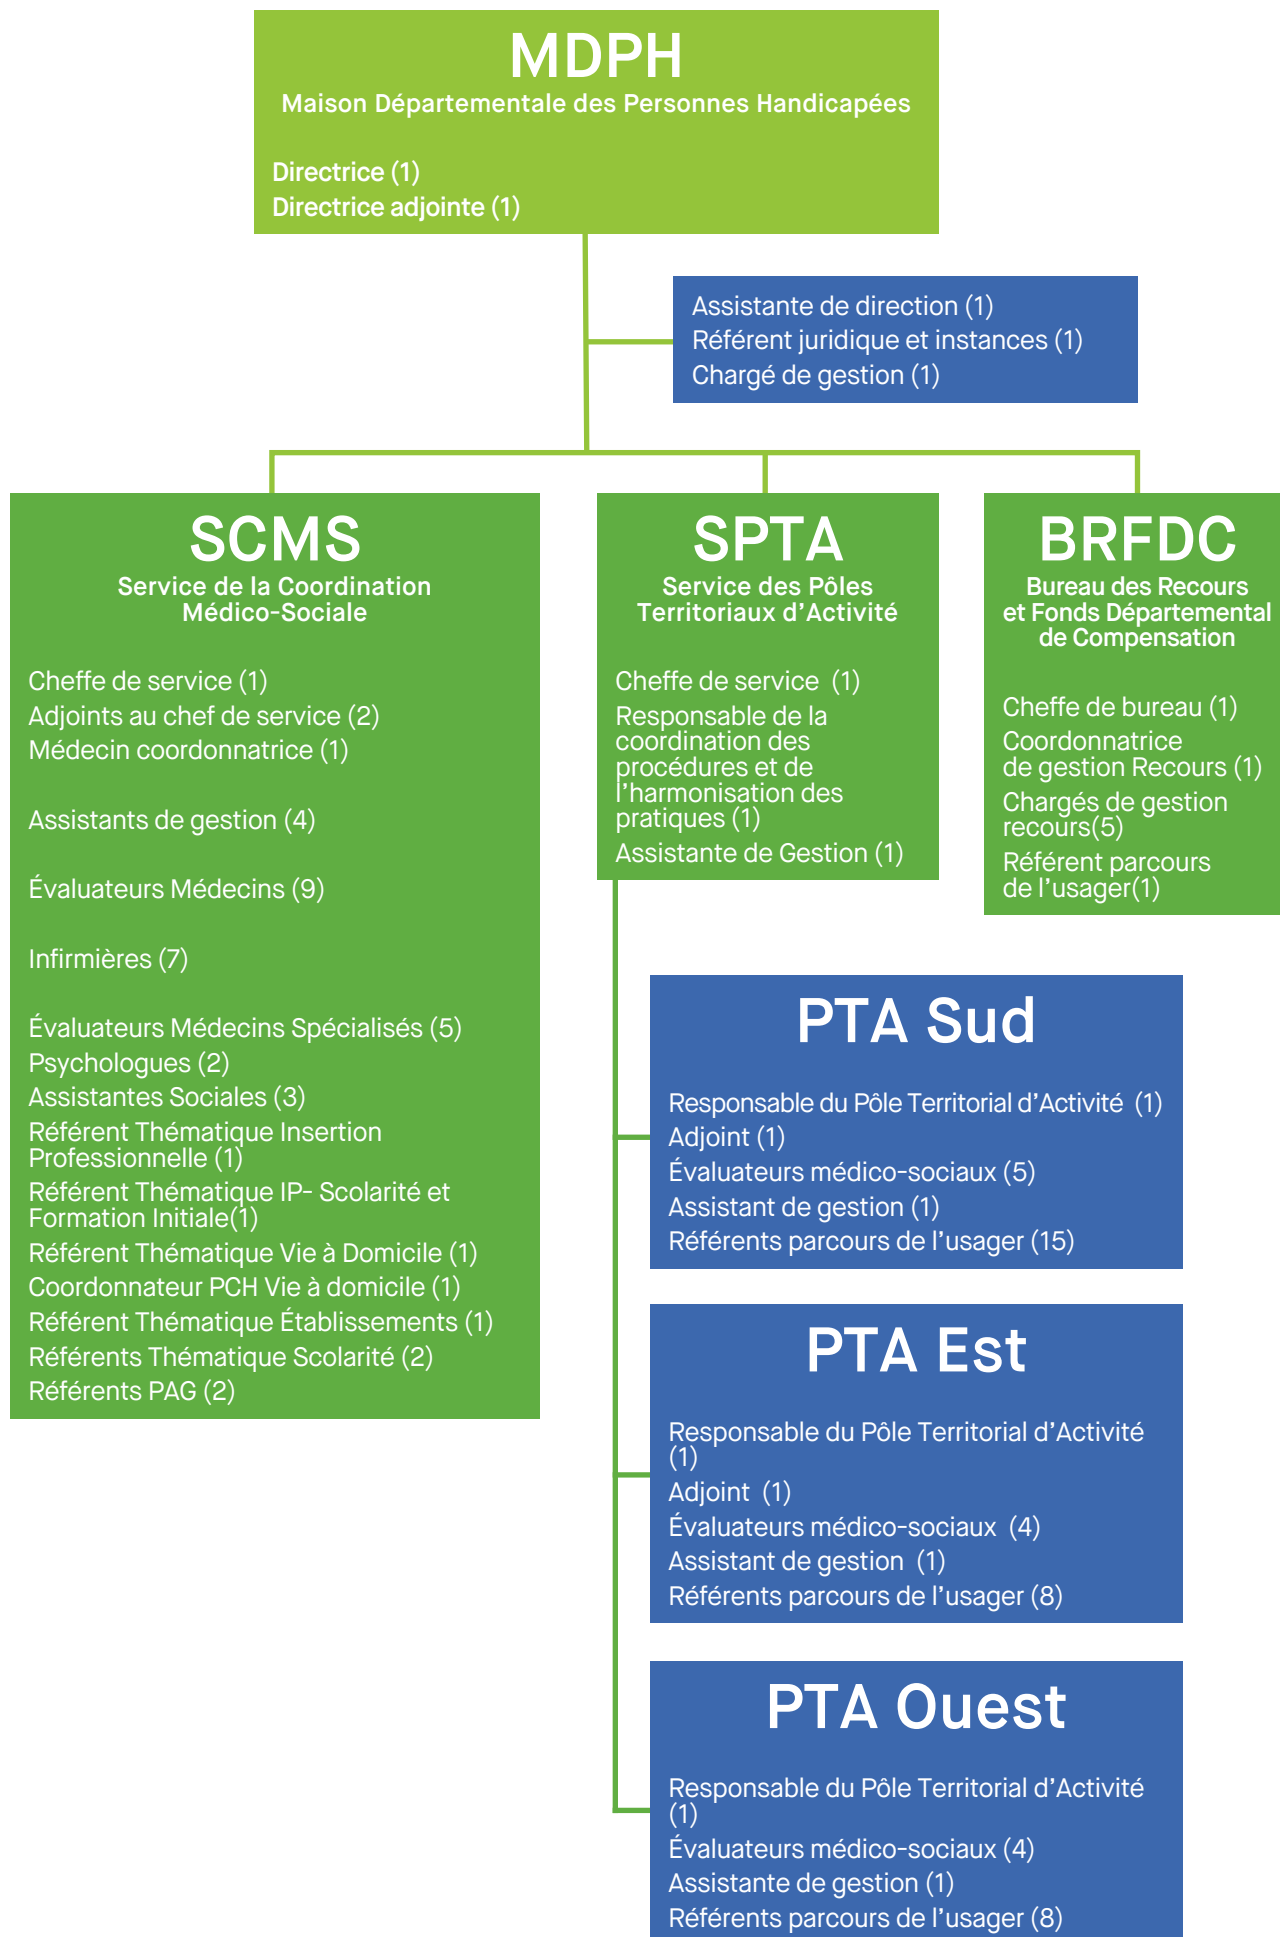 MDPH
Maison Départementale des Personnes Handicapées
Directrice (1)
Directrice adjointe (1)
Assistante de direction (1)
Référent juridique et instances (1)
Chargé de gestion (1)
SCMS
Service de la Coordination
Médico-Sociale
Cheffe de service (1)
Adjoints au chef de service (2)
Médecin coordonnatrice (1)
Assistants de gestion (4)
Évaluateurs Médecins (9)
Infirmières (7)
Évaluateurs Médecins Spécialisés (5)
Psychologues (2)
Assistantes Sociales (3)
Référent Thématique Insertion
Professionnelle (1)
Référent Thématique IP- Scolarité et
Formation Initiale(1)
Référent Thématique Vie à Domicile (1)
Coordonnateur PCH Vie à domicile (1)
Référent Thématique Établissements (1)
Référents Thématique Scolarité (2)
Référents PAG (2)
SPTA
Service des Pôles
Territoriaux d'Activité
Cheffe de service (1)
Responsable de la
coordination des
procédures et de
l'harmonisation des
pratiques (1)
Assistante de Gestion (1)
BRFDC
Bureau des Recours
et Fonds Départemental
de Compensation
Cheffe de bureau (1)
Coordonnatrice
de gestion Recours (1)
Chargés de gestion
recours(5)
Référent parcours
de l'usager(1)
PTA Sud
Responsable du Pôle Territorial d'Activité (1)
Adjoint (1)
Évaluateurs médico-sociaux (5)
Assistant de gestion (1)
Référents parcours de l'usager (15)
PTA Est
Responsable du Pôle Territorial d'Activité
(1)
Adjoint (1)
Évaluateurs médico-sociaux (4)
Assistant de gestion (1)
Référents parcours de l'usager (8)
PTA Ouest
Responsable du Pôle Territorial d'Activité
(1)
Évaluateurs médico-sociaux (4)
Assistante de gestion (1)
Référents parcours de l'usager (8)